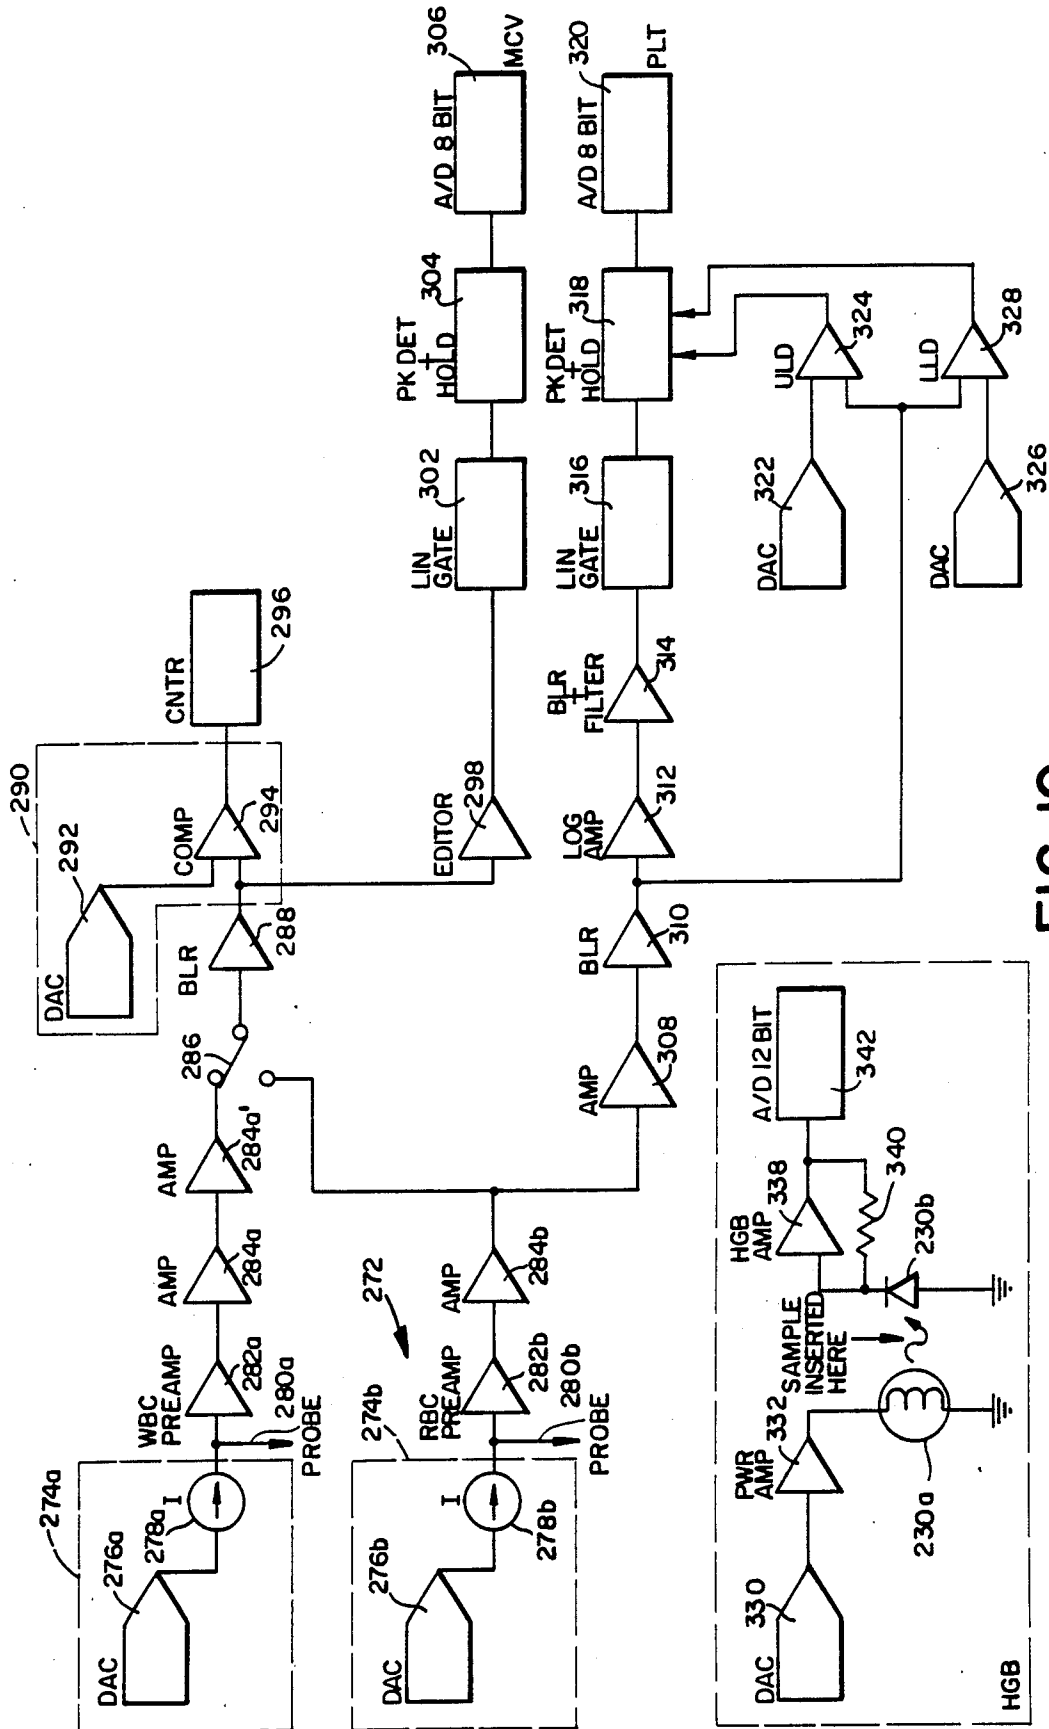 274a
DAC
276a
278a
I
WBC
PREAMP
282a
280a
PROBE
AMP
284a
AMP
284a'
286
BLR
288
290
DAC
292
COMP
294
CNTR
296
EDITOR
298
LIN
GATE
302
PK DET
+
HOLD
304
A/D 8 BIT
306
MCV
274b
DAC
276b
278b
I
RBC
PREAMP
282b
280b
PROBE
272
AMP
284b
AMP
308
BLR
310
LOG
AMP
312
BLR
+
FILTER
314
LIN
GATE
316
PK DET
+
HOLD
318
A/D 8 BIT
320
PLT
DAC
322
ULD
324
DAC
326
LLD
328
HGB
DAC
330
PWR
AMP
332
230a
SAMPLE
INSERTED
HERE
230b
HGB
AMP
338
340
A/D 12 BIT
342